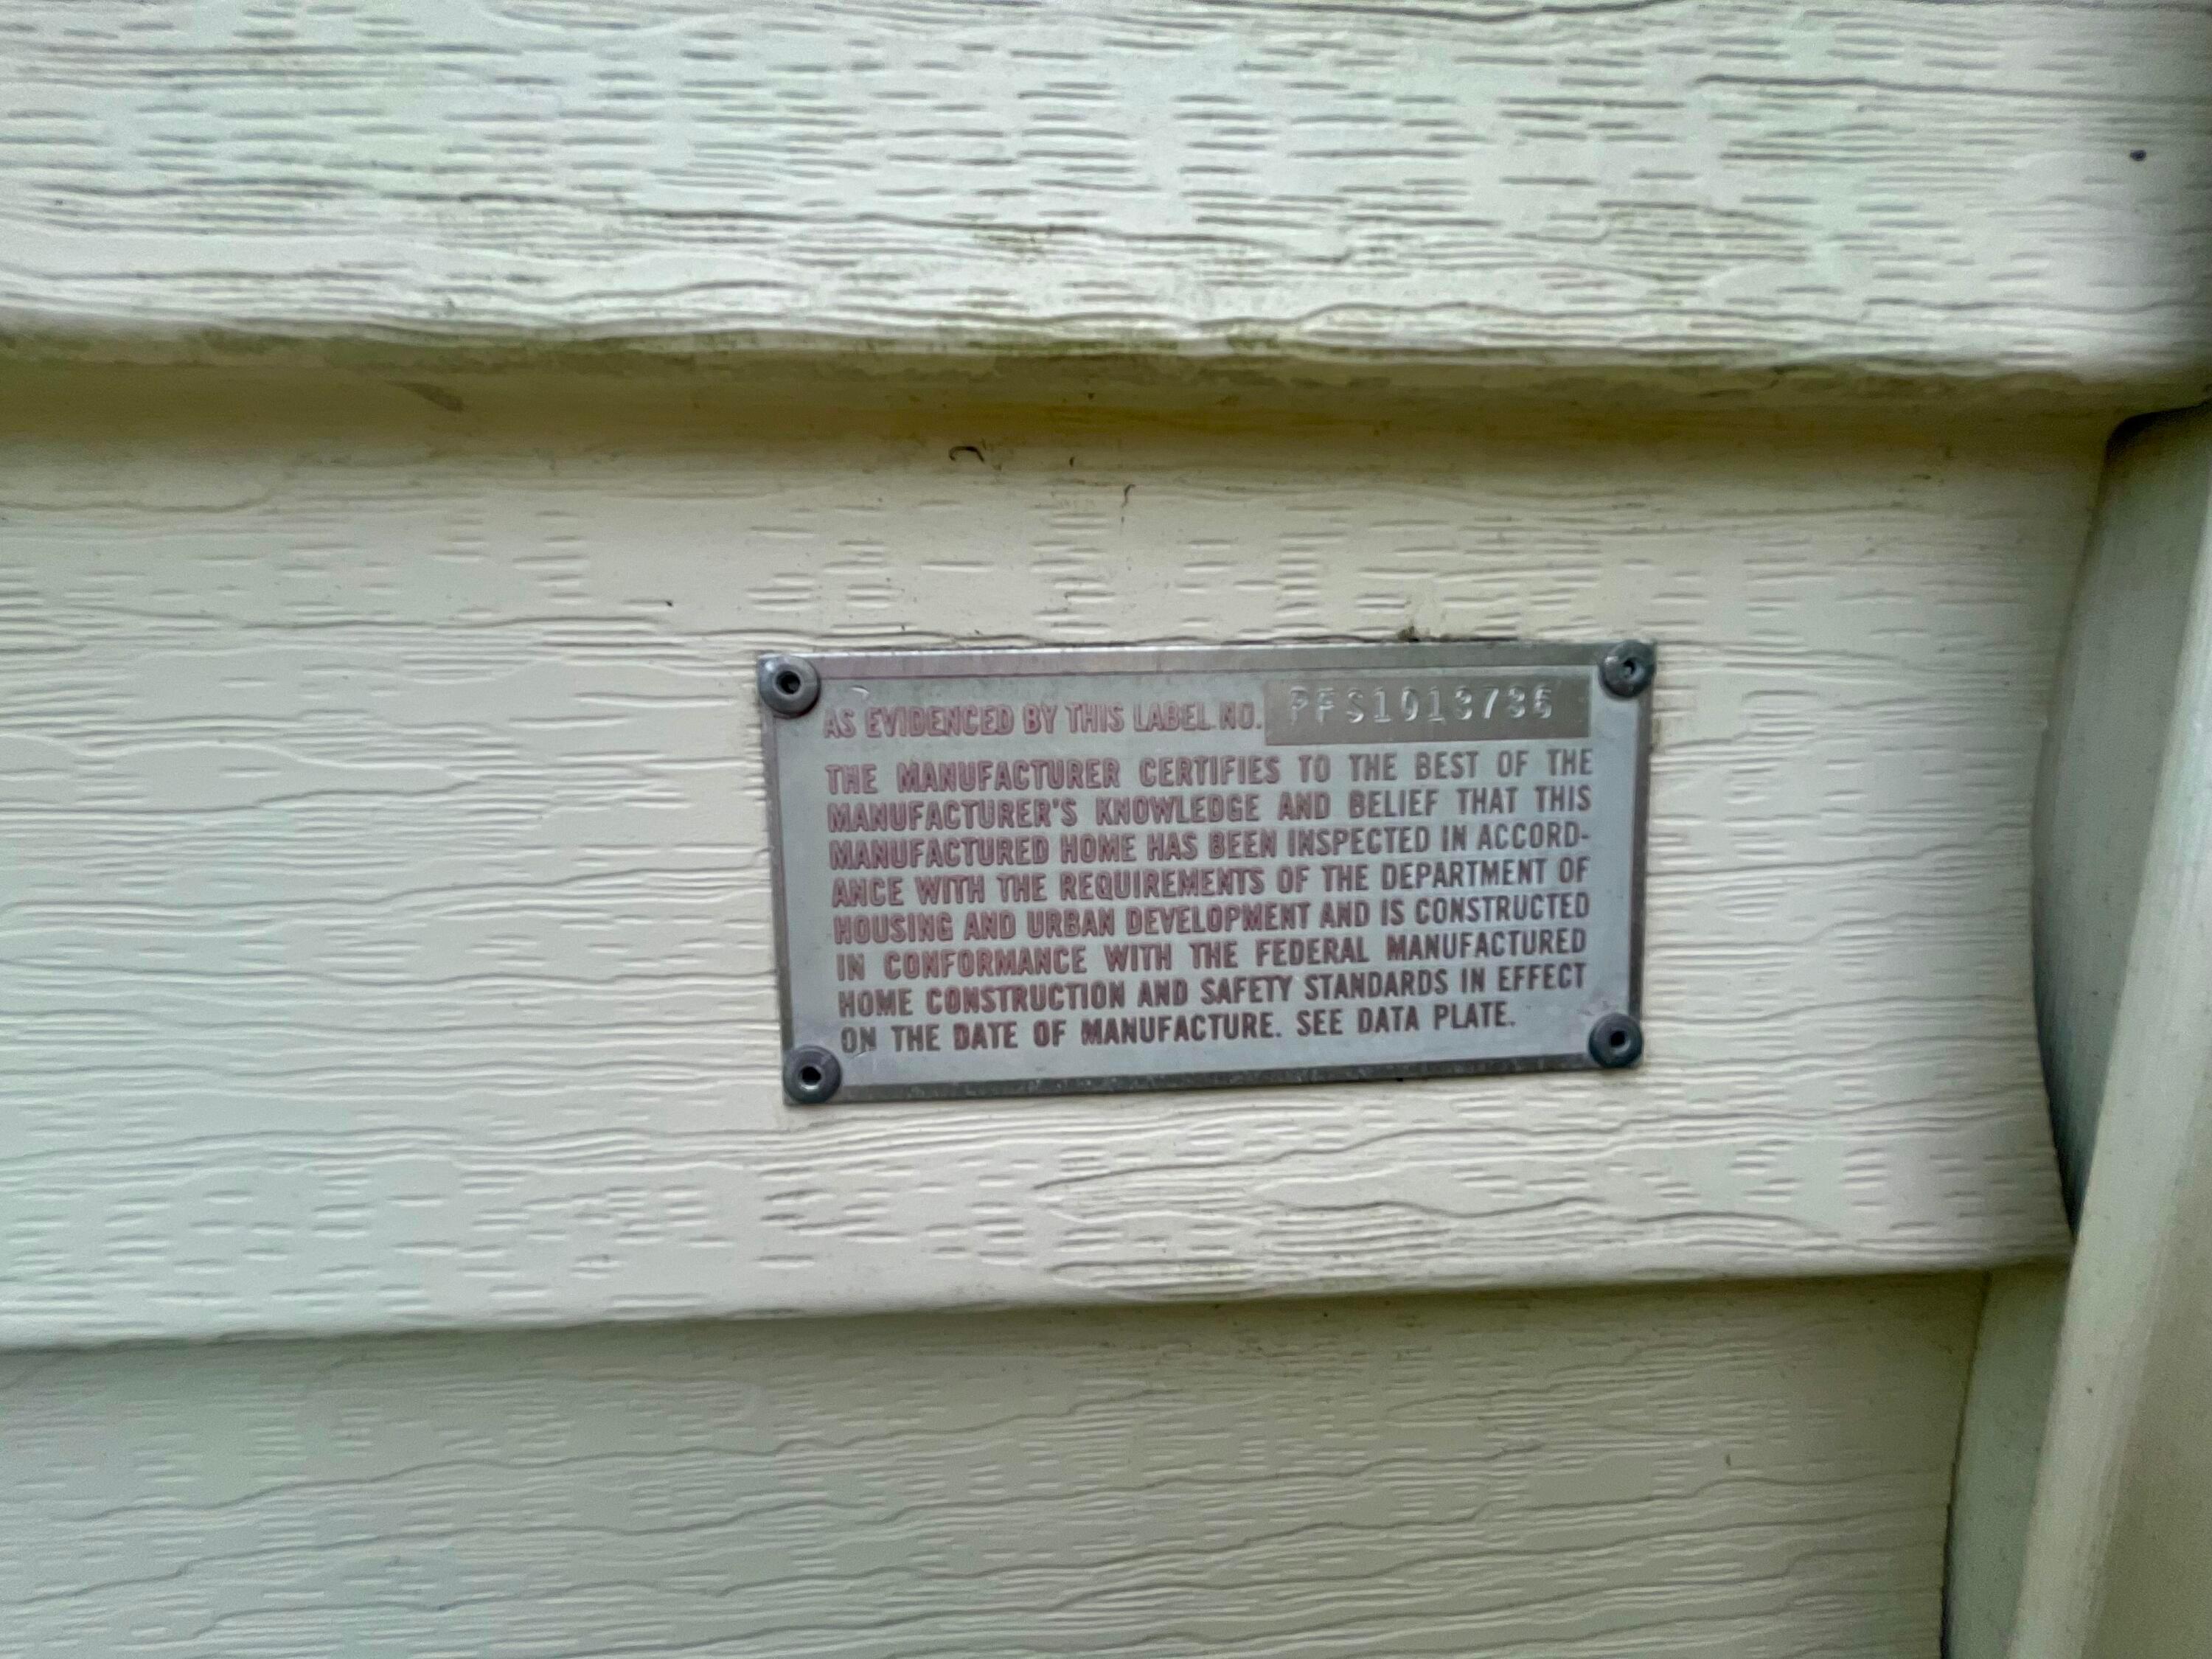 AS EVIDENCED BY THIS LABEL NO. PFS1013736
THE MANUFACTURER CERTIFIES TO THE BEST OF THE
MANUFACTURER'S KNOWLEDGE AND BELIEF THAT THIS
MANUFACTURED HOME HAS BEEN INSPECTED IN ACCORD-
ANCE WITH THE REQUIREMENTS OF THE DEPARTMENT OF
HOUSING AND URBAN DEVELOPMENT AND IS CONSTRUCTED
IN CONFORMANCE WITH THE FEDERAL MANUFACTURED
HOME CONSTRUCTION AND SAFETY STANDARDS IN EFFECT
ON THE DATE OF MANUFACTURE. SEE DATA PLATE.